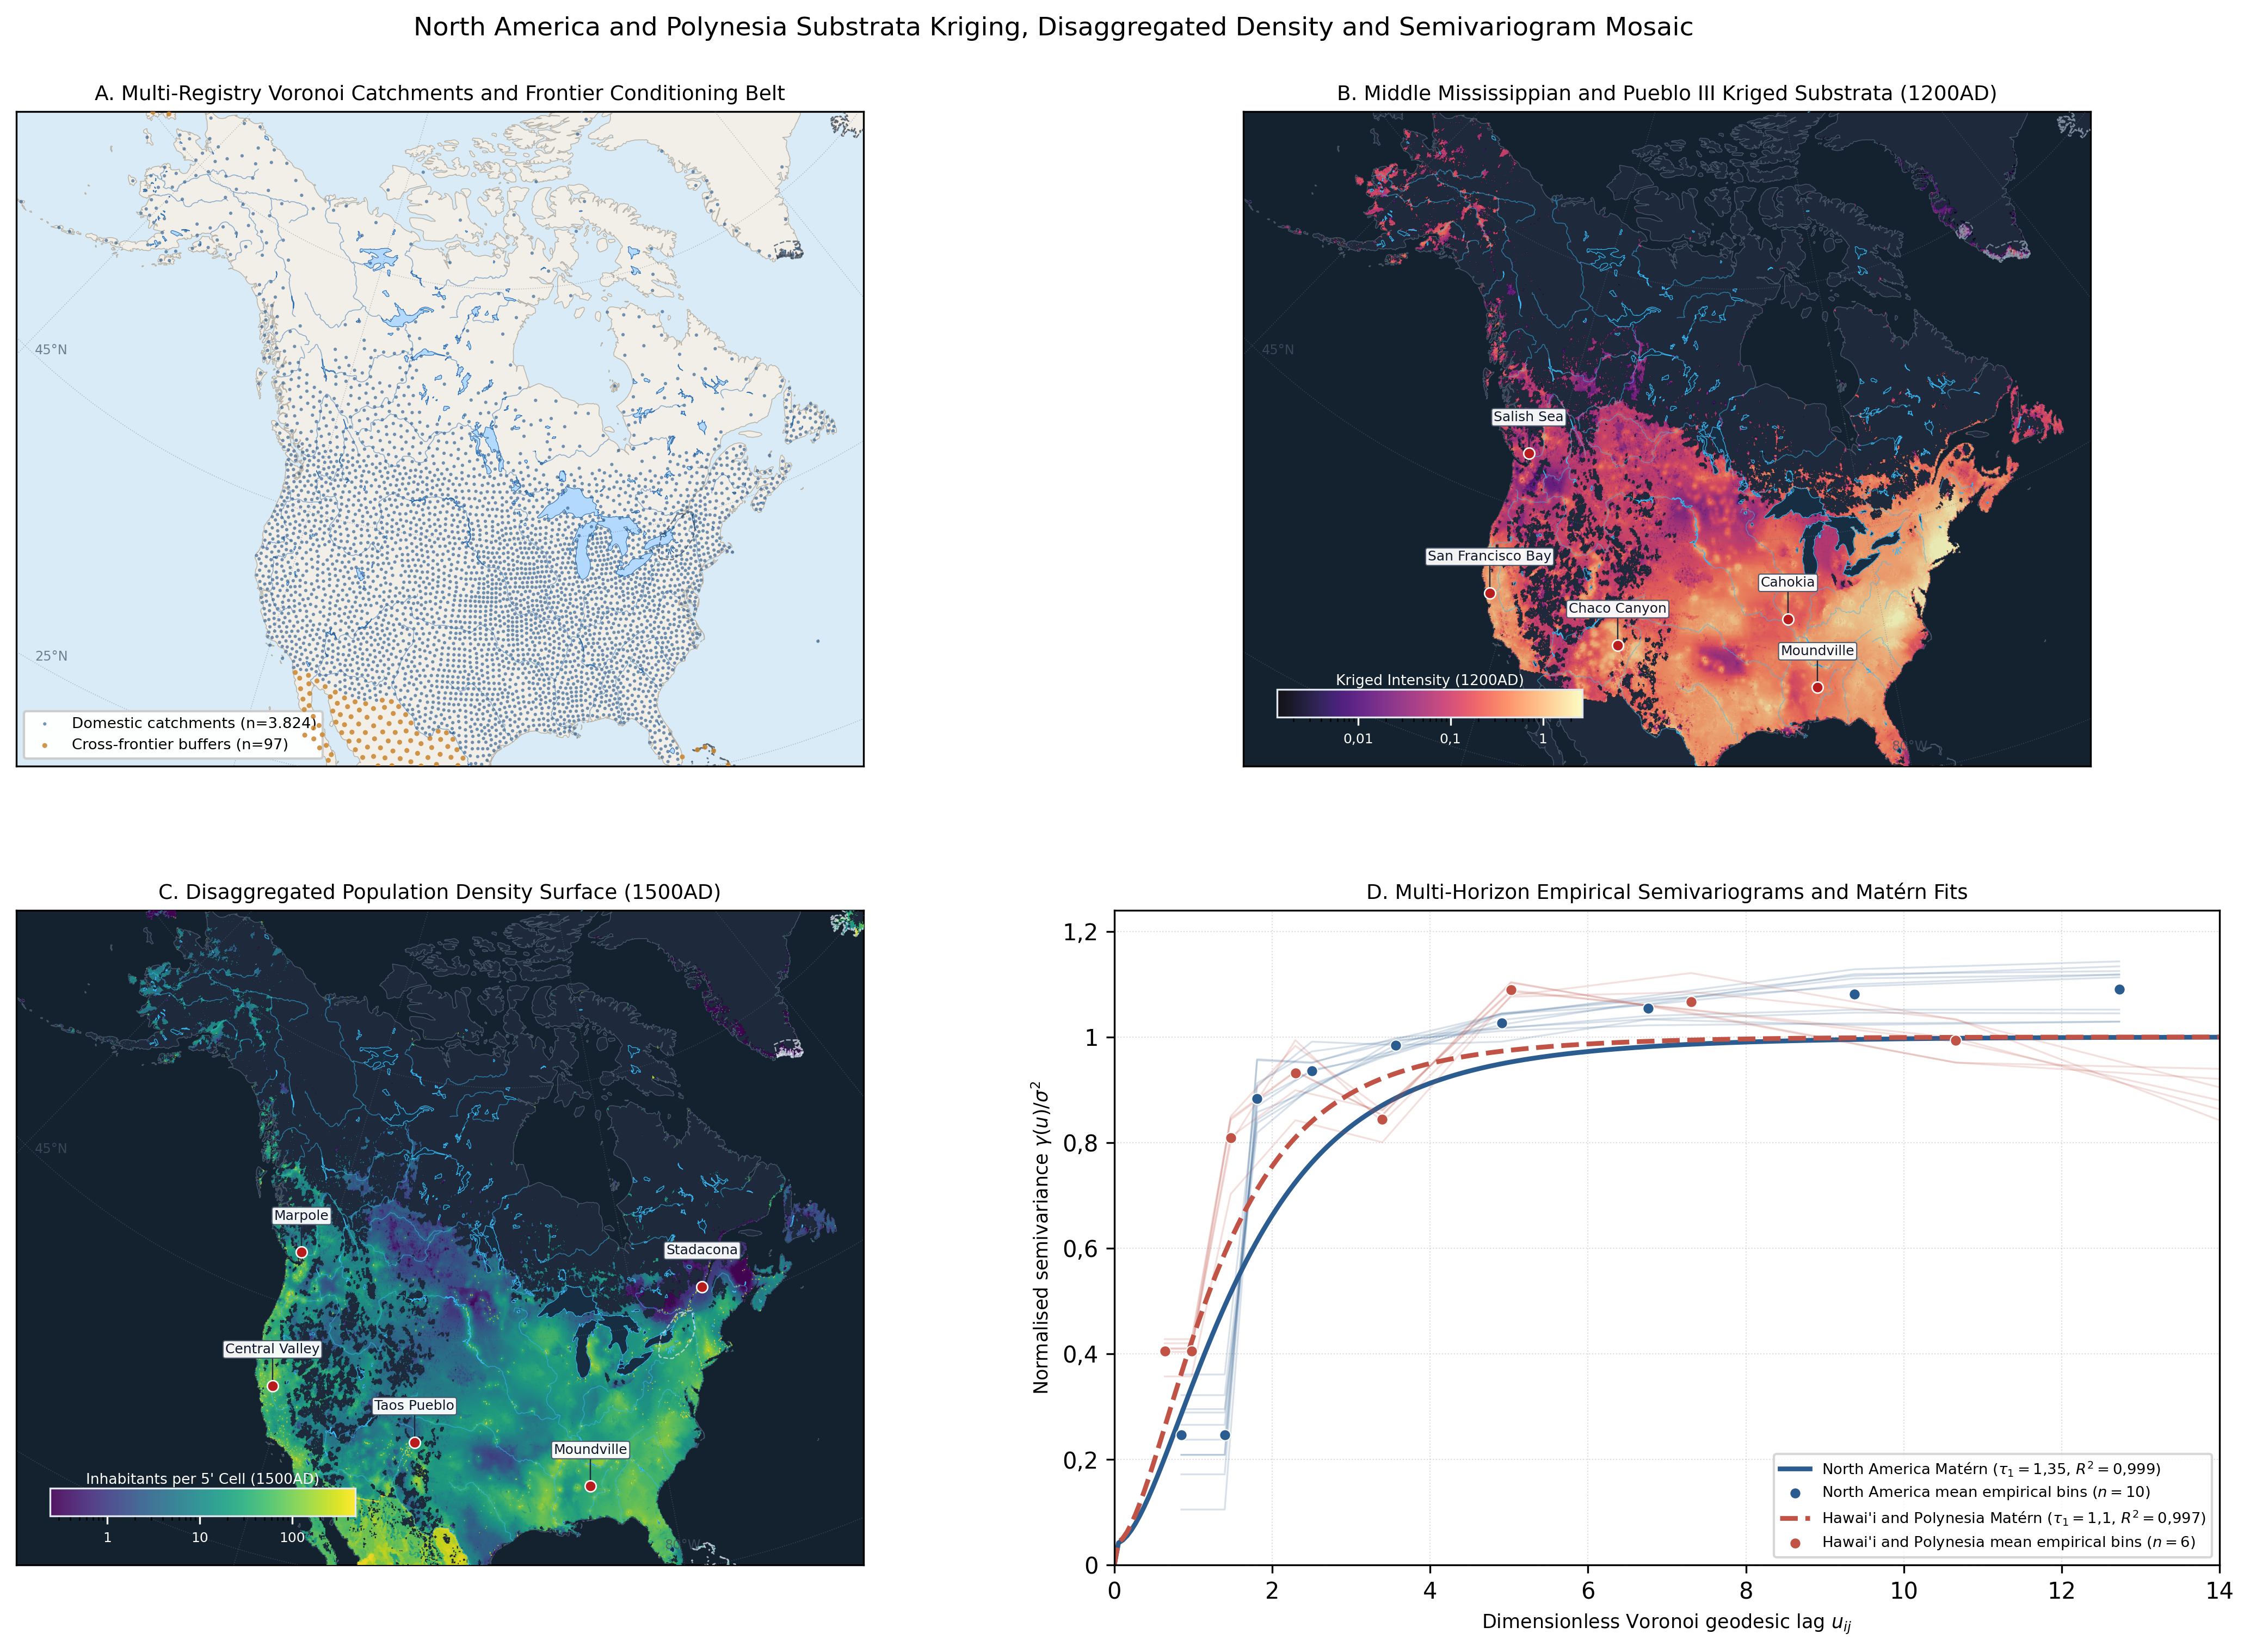 North America and Polynesia Substrata Kriging, Disaggregated Density and Semivariogram Mosaic
A. Multi-Registry Voronoi Catchments and Frontier Conditioning Belt
45°N
25°N
Domestic catchments (n=3.824)
Cross-frontier buffers (n=97)
B. Middle Mississippian and Pueblo III Kriged Substrata (1200AD)
45°N
Salish Sea
San Francisco Bay
Cahokia
Chaco Canyon
Moundville
Kriged Intensity (1200AD)
0,01 0,1 1
80°W
C. Disaggregated Population Density Surface (1500AD)
45°N
Marpole
Stadacona
Central Valley
Taos Pueblo
Moundville
Inhabitants per 5' Cell (1500AD)
1 10 100
80°W
D. Multi-Horizon Empirical Semivariograms and Matérn Fits
Normalised semivariance γ(u)/σ²
1,2
1
0,8
0,6
0,4
0,2
0
0 2 4 6 8 10 12 14
Dimensionless Voronoi geodesic lag u_ij
North America Matérn (τ₁ = 1,35, R² = 0,999)
North America mean empirical bins (n = 10)
Hawai'i and Polynesia Matérn (τ₁ = 1,1, R² = 0,997)
Hawai'i and Polynesia mean empirical bins (n = 6)